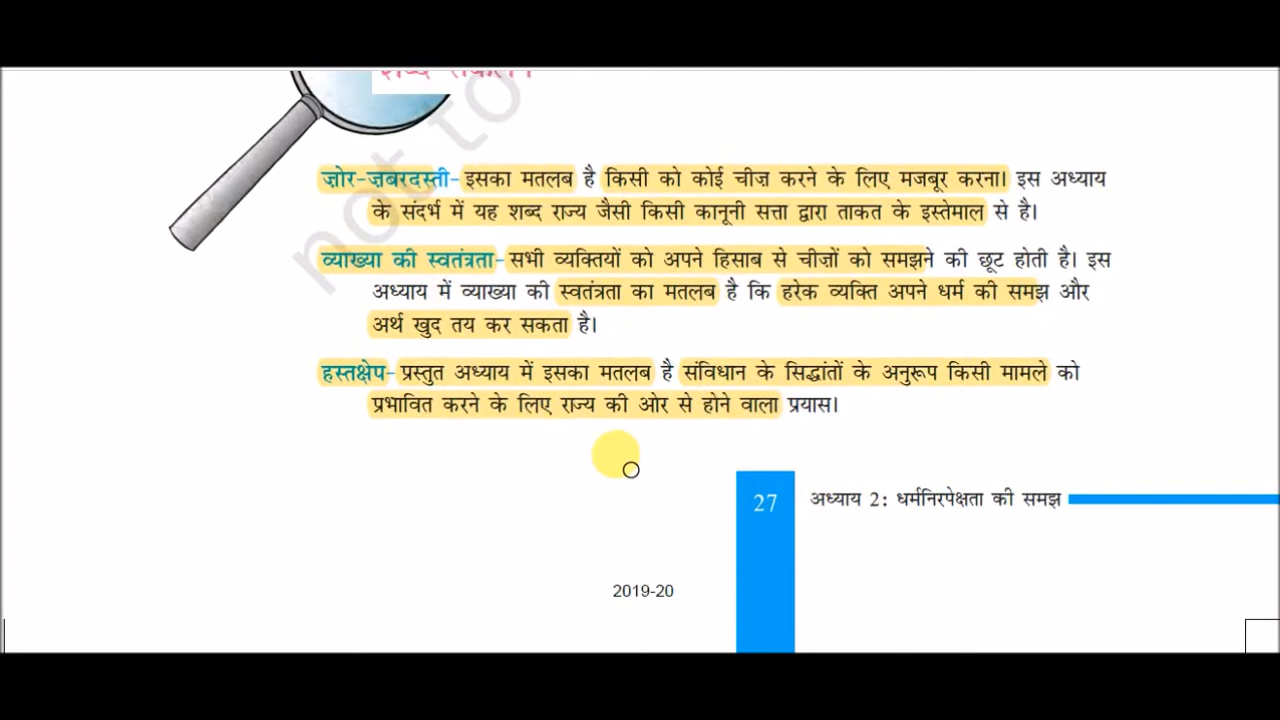 not to
ज़ोर-ज़बरदस्ती- इसका मतलब है किसी को कोई चीज़ करने के लिए मजबूर करना। इस अध्याय
के संदर्भ में यह शब्द राज्य जैसी किसी कानूनी सत्ता द्वारा ताकत के इस्तेमाल से है।
व्याख्या की स्वतंत्रता- सभी व्यक्तियों को अपने हिसाब से चीज़ों को समझने की छूट होती है। इस
अध्याय में व्याख्या की स्वतंत्रता का मतलब है कि हरेक व्यक्ति अपने धर्म की समझ और
अर्थ खुद तय कर सकता है।
हस्तक्षेप- प्रस्तुत अध्याय में इसका मतलब है संविधान के सिद्धांतों के अनुरूप किसी मामले को
प्रभावित करने के लिए राज्य की ओर से होने वाला प्रयास।
27 अध्याय 2: धर्मनिरपेक्षता की समझ
2019-20